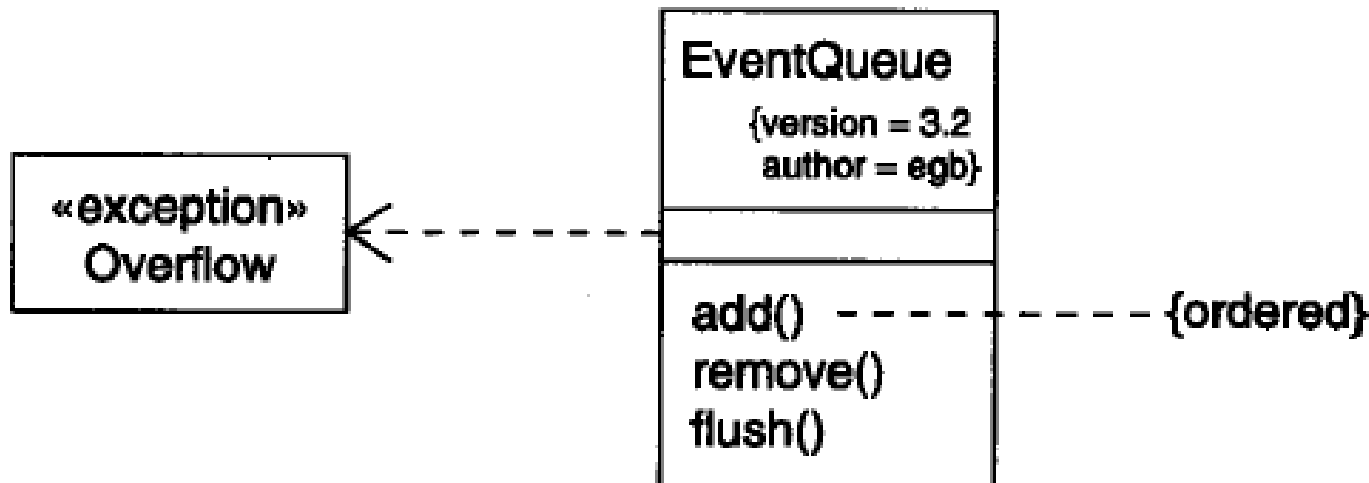 EventQueue
{version = 3.2
author = egb}
«exception»
Overflow
add()
{ordered}
remove()
flush()